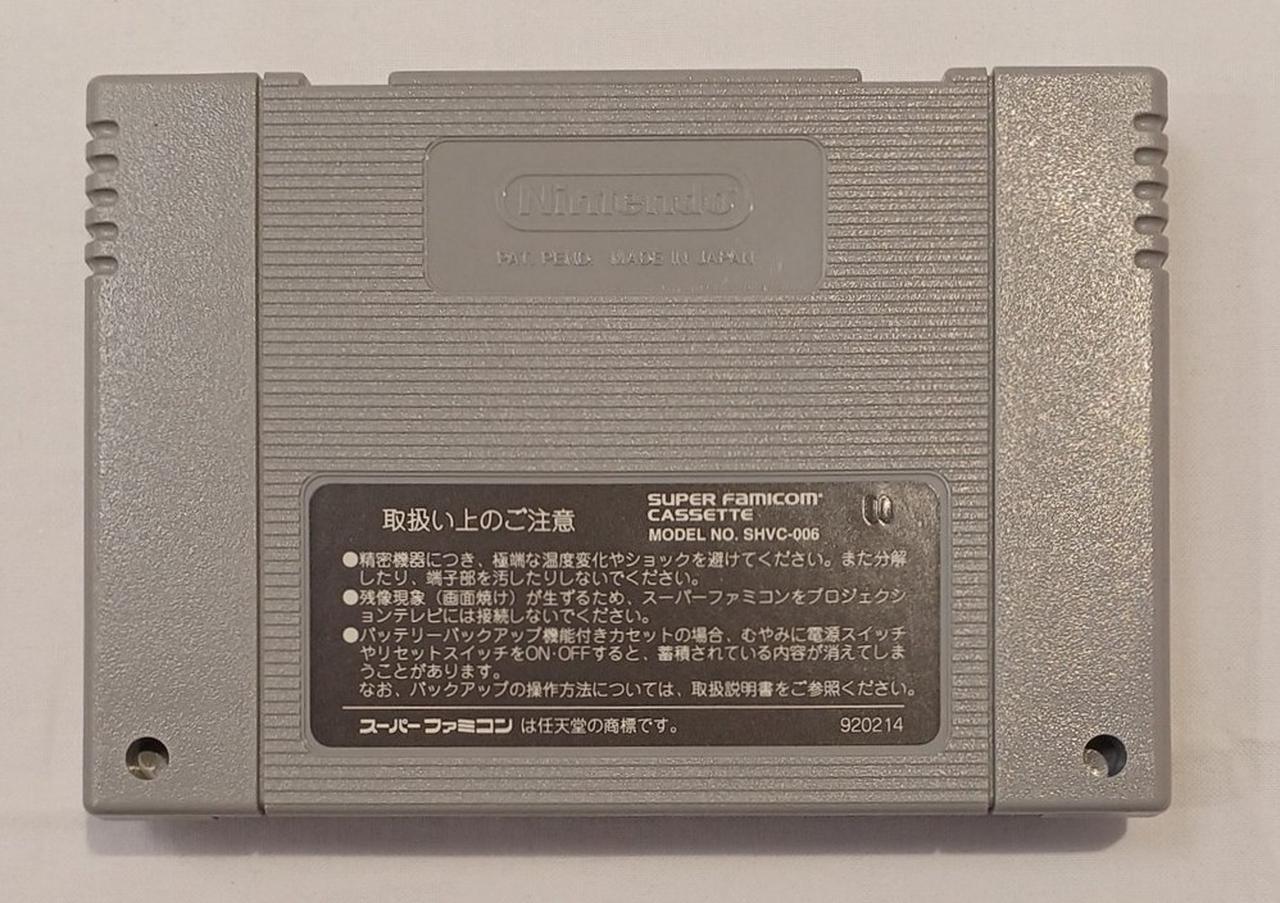 Nintendo
PAT. PEND. MADE IN JAPAN
取扱い上のご注意
SUPER FAMICOM
CASSETTE
MODEL NO. SHVC-006
●精密機器につき、極端な温度変化やショックを避けてください。また分解
したり、端子部を汚したりしないでください。
●残像現象(画面焼け)が生ずるため、スーパーファミコンをプロジェクシ
ョンテレビには接続しないでください。
●バッテリーバックアップ機能付きカセットの場合、むやみに電源スイッチ
やリセットスイッチをON·OFFすると、蓄積されている内容が消えてしま
うことがあります。
なお、バックアップの操作方法については、取扱説明書をご参照ください。
スーパーファミコン は任天堂の商標です。
920214